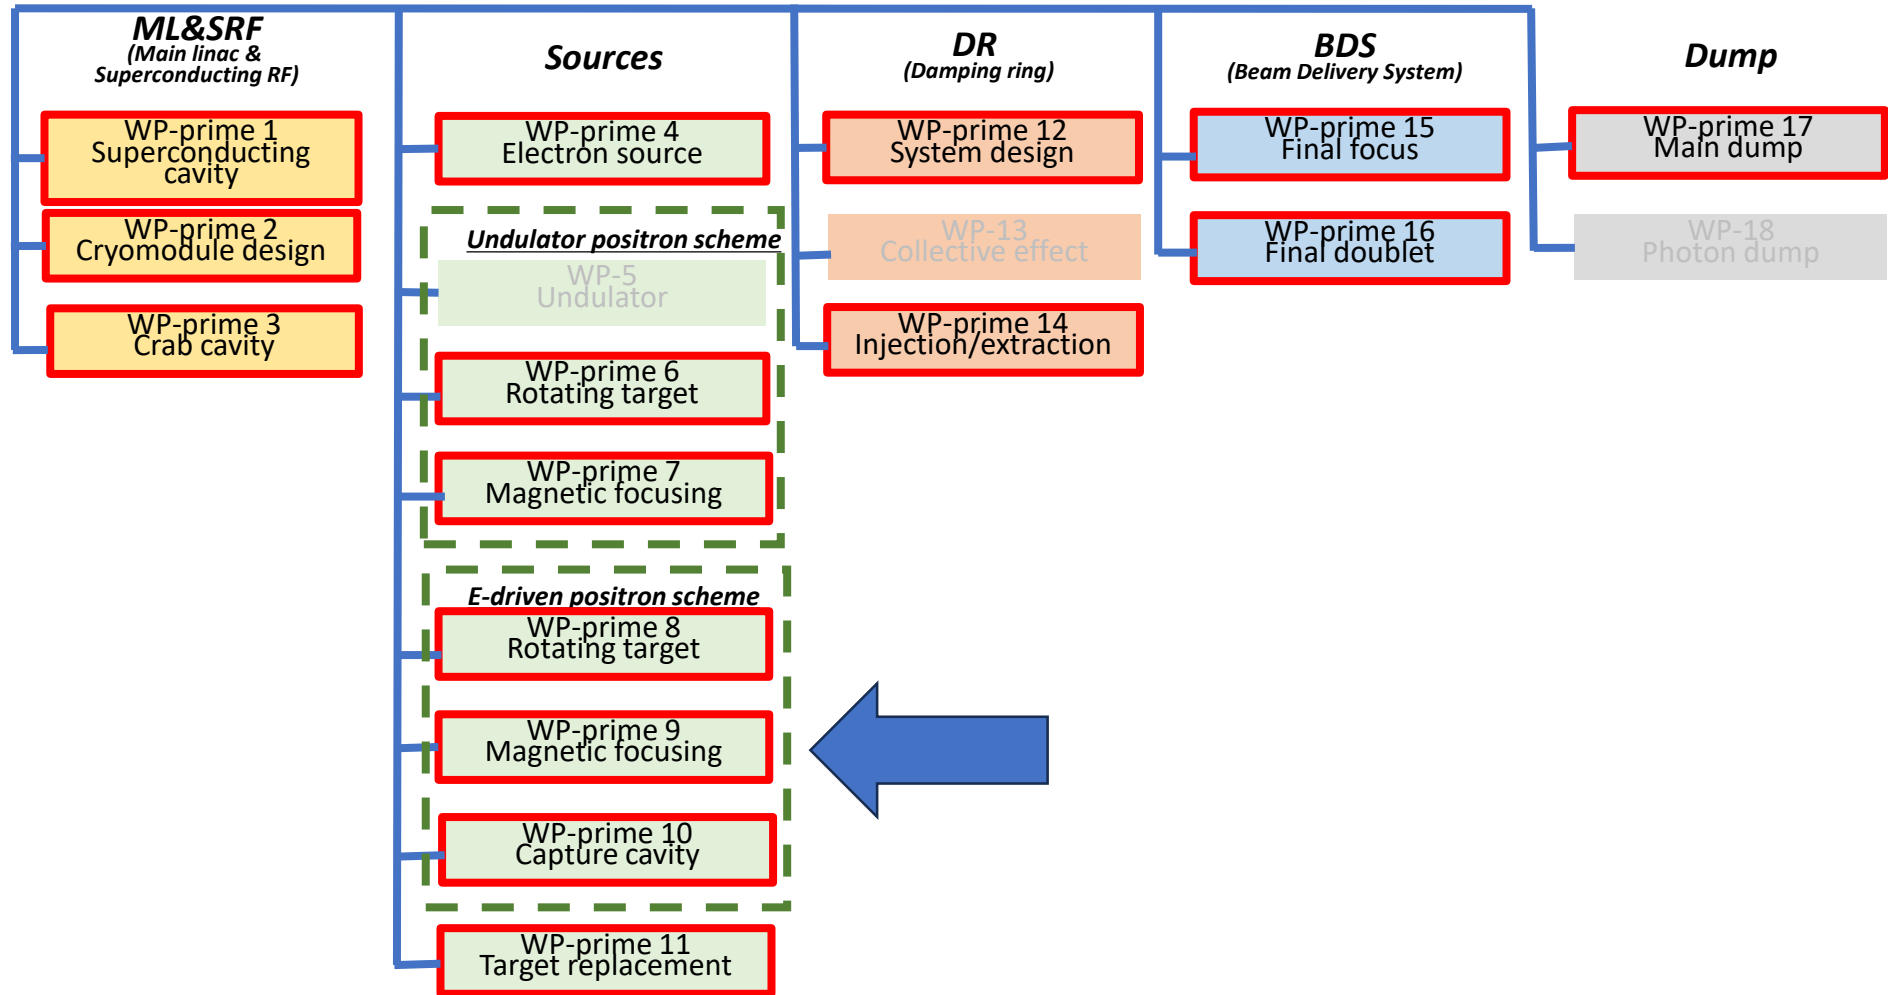 ML&SRF
(Main linac &
Superconducting RF)
WP-prime 1
Superconducting
cavity
WP-prime 2
Cryomodule design
WP-prime 3
Crab cavity
Sources
WP-prime 4
Electron source
Undulator positron scheme
WP-5
Undulator
WP-prime 6
Rotating target
WP-prime 7
Magnetic focusing
E-driven positron scheme
WP-prime 8
Rotating target
WP-prime 9
Magnetic focusing
WP-prime 10
Capture cavity
WP-prime 11
Target replacement
DR
(Damping ring)
WP-prime 12
System design
WP-13
Collective effect
WP-prime 14
Injection/extraction
BDS
(Beam Delivery System)
WP-prime 15
Final focus
WP-prime 16
Final doublet
Dump
WP-prime 17
Main dump
WP-18
Photon dump